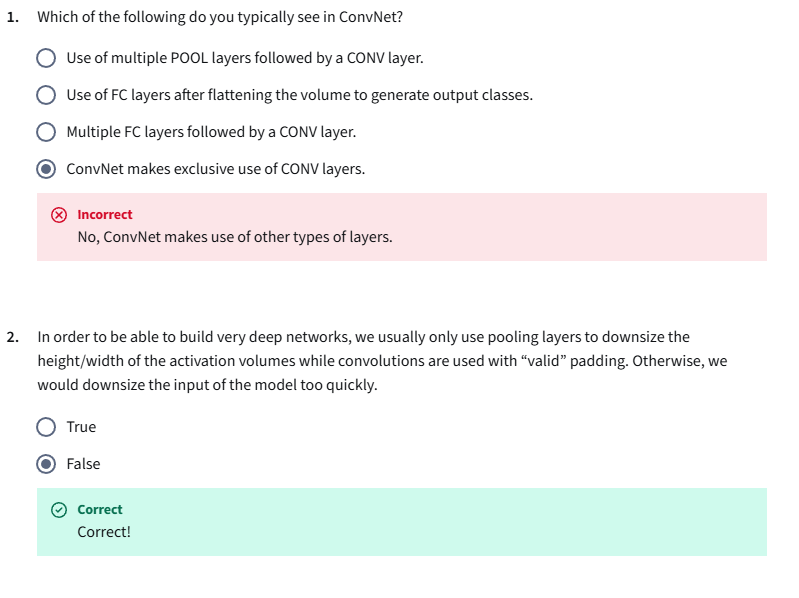 1. Which of the following do you typically see in ConvNet?
Use of multiple POOL layers followed by a CONV layer.
Use of FC layers after flattening the volume to generate output classes.
Multiple FC layers followed by a CONV layer.
ConvNet makes exclusive use of CONV layers.
Incorrect
No, ConvNet makes use of other types of layers.
2. In order to be able to build very deep networks, we usually only use pooling layers to downsize the
height/width of the activation volumes while convolutions are used with “valid” padding. Otherwise, we
would downsize the input of the model too quickly.
True
False
Correct
Correct!